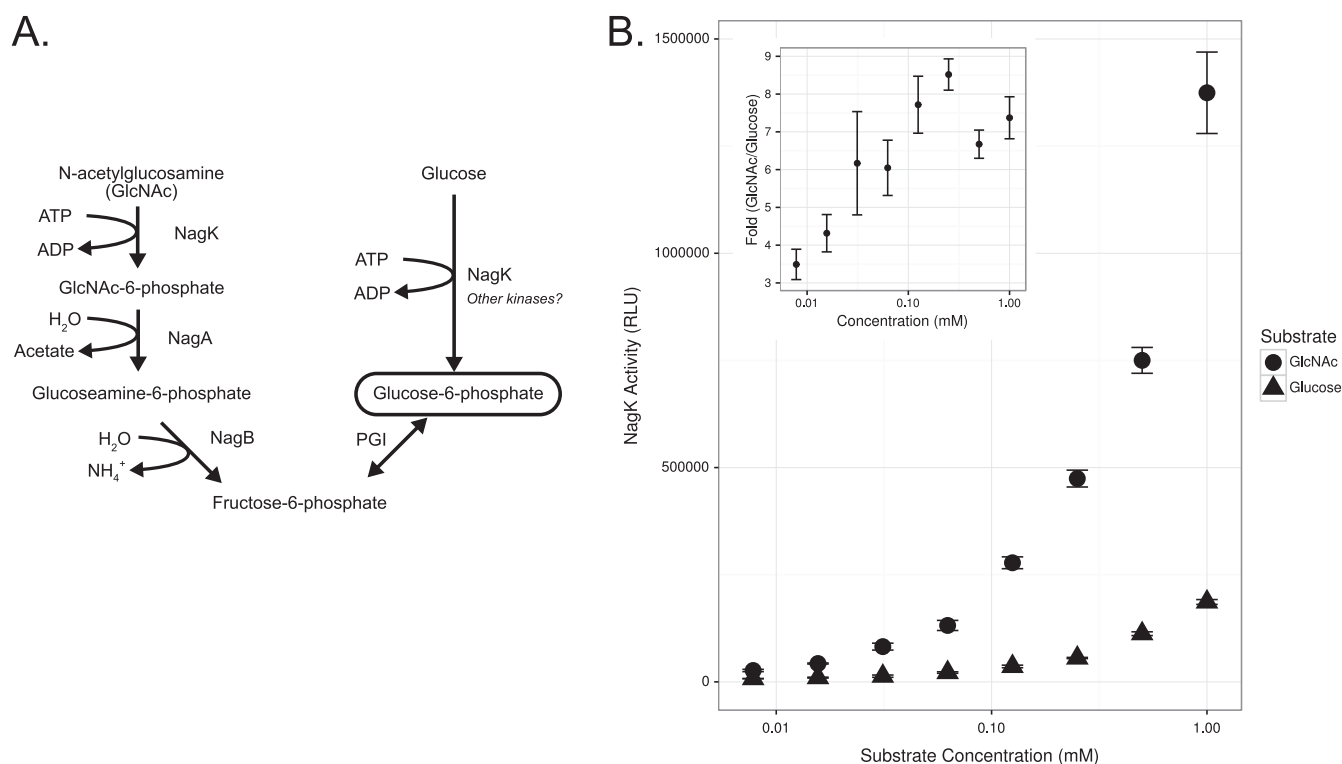 A.
N-acetylglucosamine
(GlcNAc)
ATP
NagK
ADP
GlcNAc-6-phosphate
H2O
NagA
Acetate
Glucoseamine-6-phosphate
H2O
NagB
NH4+
Fructose-6-phosphate
Glucose
ATP
NagK
ADP
Other kinases?
Glucose-6-phosphate
PGI
B.
1500000
1000000
500000
0
NagK Activity (RLU)
0.01
0.10
1.00
Substrate Concentration (mM)
9
8
7
6
5
4
3
Fold (GlcNAc/Glucose)
0.01
0.10
1.00
Concentration (mM)
Substrate
GlcNAc
Glucose